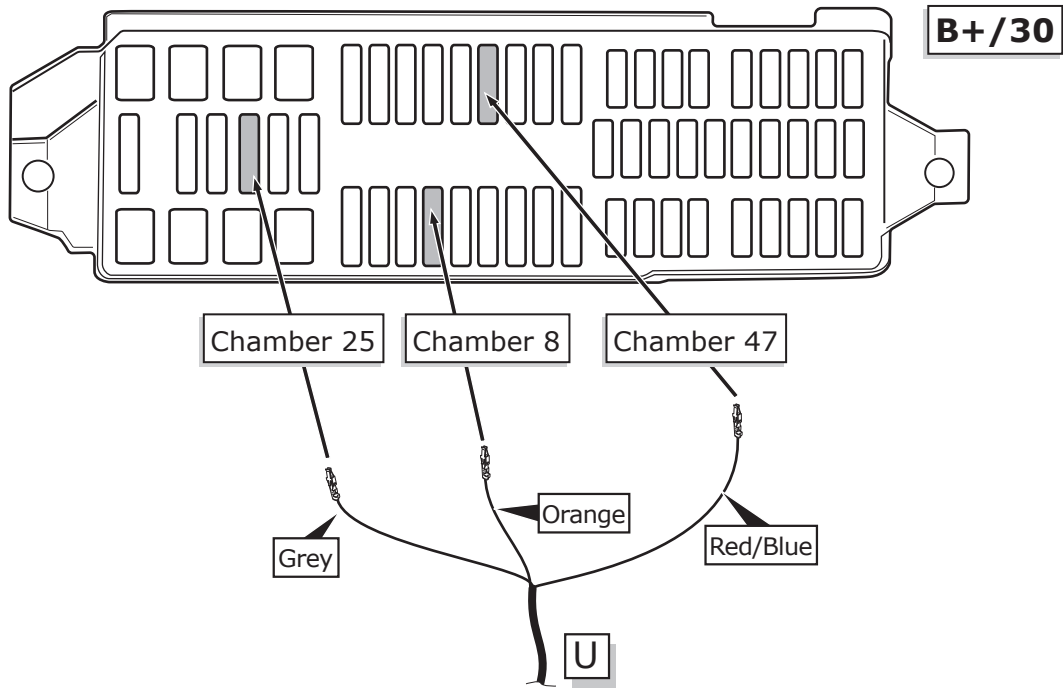 B+/30
Chamber 25
Chamber 8
Chamber 47
Orange
Grey
Red/Blue
U